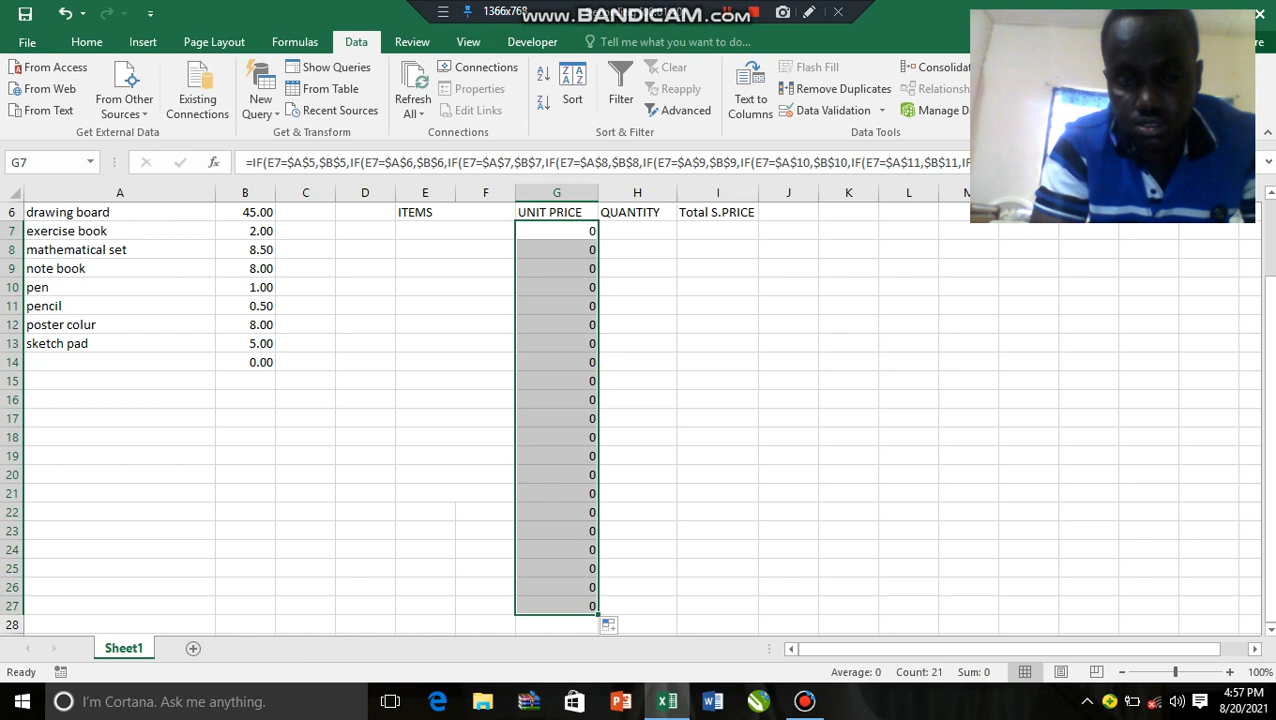 1366x768
www.BANDICAM.com
File Home Insert Page Layout Formulas Data Review View Developer Tell me what you want to do...
From Access
From Web
From Text
From Other Sources
Existing Connections
Get External Data
New Query
Show Queries
From Table
Recent Sources
Get & Transform
Refresh All
Connections
Properties
Edit Links
Connections
Sort
Filter
Clear
Reapply
Advanced
Sort & Filter
Text to Columns
Flash Fill
Remove Duplicates
Data Validation
Consolidat
Relationsh
Manage D
Data Tools
G7 fx =IF(E7=$A$5,$B$5,IF(E7=$A$6,$B$6,IF(E7=$A$7,$B$7,IF(E7=$A$8,$B$8,IF(E7=$A$9,$B$9,IF(E7=$A$10,$B$10,IF(E7=$A$11,$B$11,IF
A B C D E F G H I J K L
6 drawing board 45.00 ITEMS UNIT PRICE QUANTITY Total S.PRICE
7 exercise book 2.00 0
8 mathematical set 8.50 0
9 note book 8.00 0
10 pen 1.00 0
11 pencil 0.50 0
12 poster colur 8.00 0
13 sketch pad 5.00 0
14 0.00 0
15 0
16 0
17 0
18 0
19 0
20 0
21 0
22 0
23 0
24 0
25 0
26 0
27 0
28
Sheet1
Ready Average: 0 Count: 21 Sum: 0 100%
I'm Cortana. Ask me anything.
4:57 PM
8/20/2021